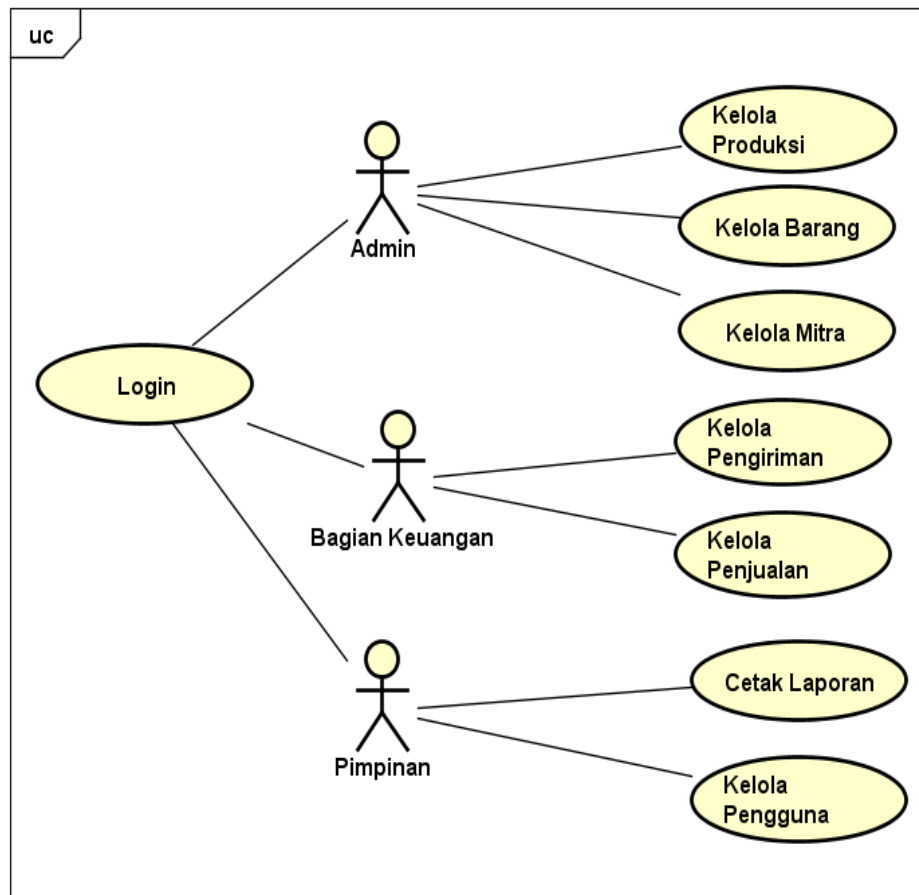 uc
Kelola
Produksi
Admin
Kelola Barang
Kelola Mitra
Login
Kelola
Pengiriman
Bagian Keuangan
Kelola
Penjualan
Cetak Laporan
Pimpinan
Kelola
Pengguna